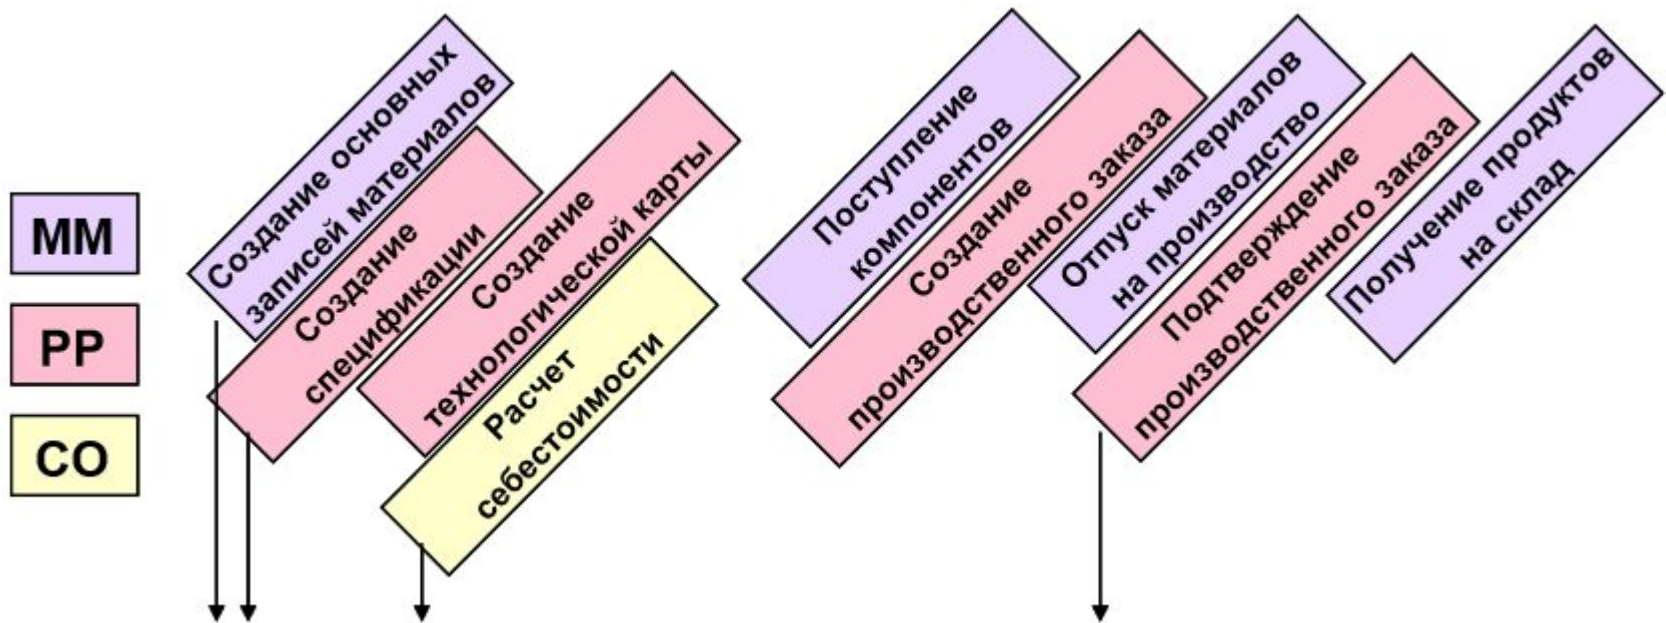 MM
PP
CO
Создание основных
записей материалов
Создание
спецификации
Создание
технологической карты
Расчет
себестоимости
Поступление
компонентов
Создание
производственного заказа
Отпуск материалов
на производство
Подтверждение
производственного заказа
Получение продуктов
на склад